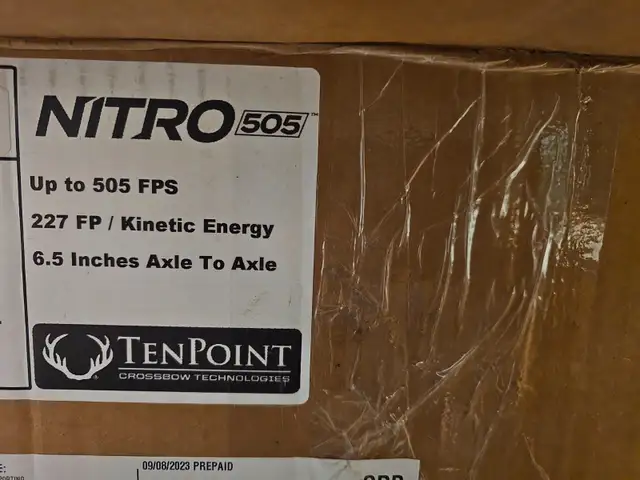 NITRO 505™
Up to 505 FPS
227 FP / Kinetic Energy
6.5 Inches Axle To Axle
TENPOINT®
CROSSBOW TECHNOLOGIES
09/08/2023 PREPAID